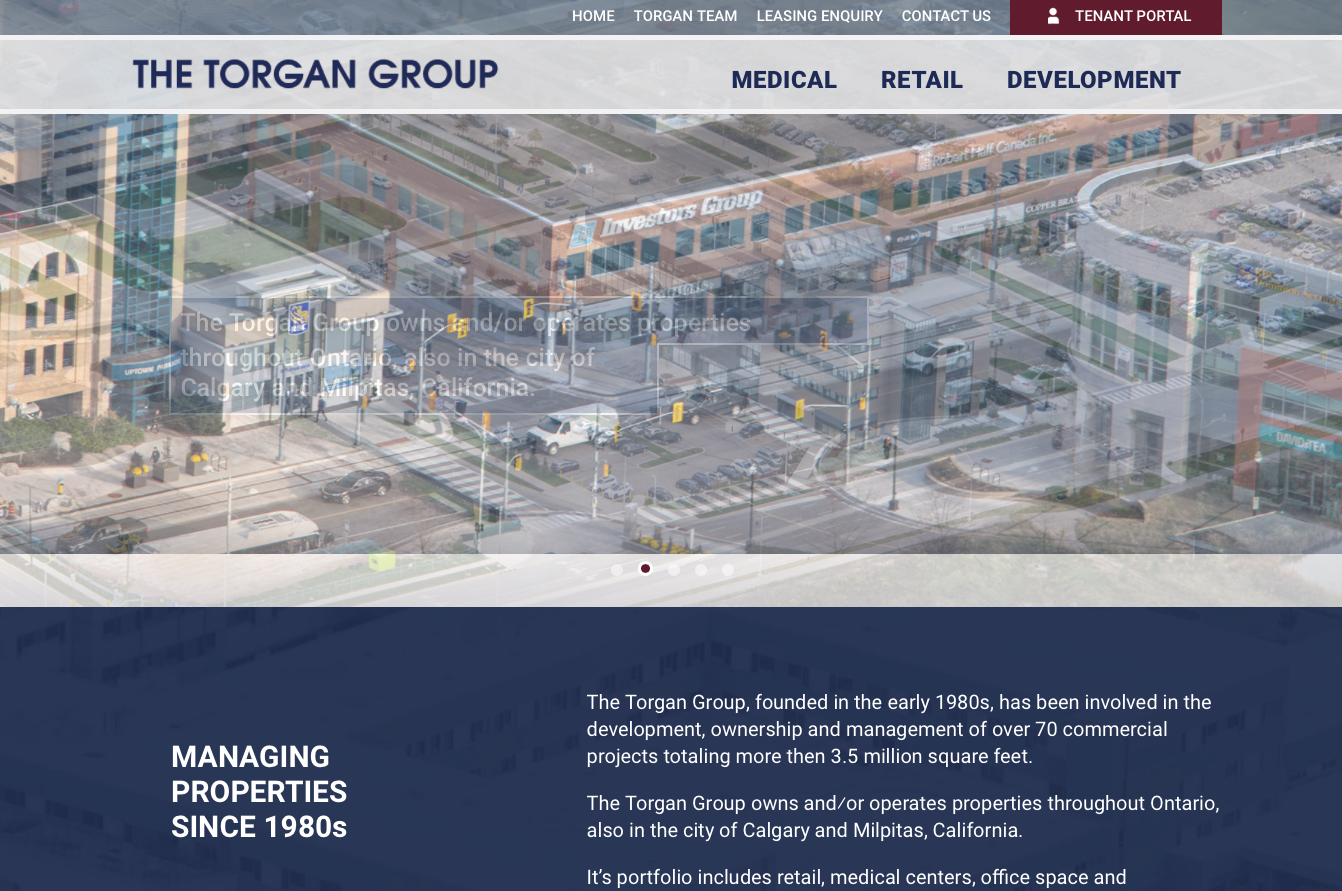 HOME TORGAN TEAM LEASING ENQUIRY CONTACT US TENANT PORTAL
THE TORGAN GROUP
MEDICAL RETAIL DEVELOPMENT
Robert Half Canada Inc.
Investors Group
COPPER BRA
UPTOWN
DAVIDsTEA
The Torgan Group owns and/or operates properties
throughout Ontario, also in the city of
Calgary and Milpitas, California.
MANAGING
PROPERTIES
SINCE 1980s
The Torgan Group, founded in the early 1980s, has been involved in the
development, ownership and management of over 70 commercial
projects totaling more then 3.5 million square feet.
The Torgan Group owns and/or operates properties throughout Ontario,
also in the city of Calgary and Milpitas, California.
It’s portfolio includes retail, medical centers, office space and